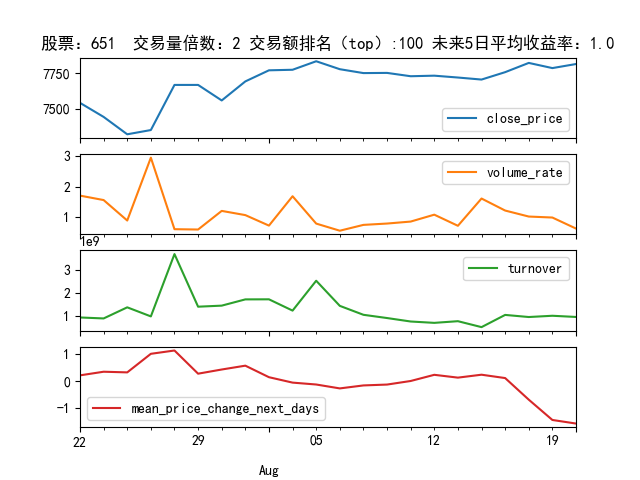 股票：651  交易量倍数：2 交易额排名（top）:100 未来5日平均收益率：1.0
7750
7500
close_price
3
2
1
volume_rate
1e9
3
2
1
turnover
1
0
−1
mean_price_change_next_days
22
29
05
12
19
Aug